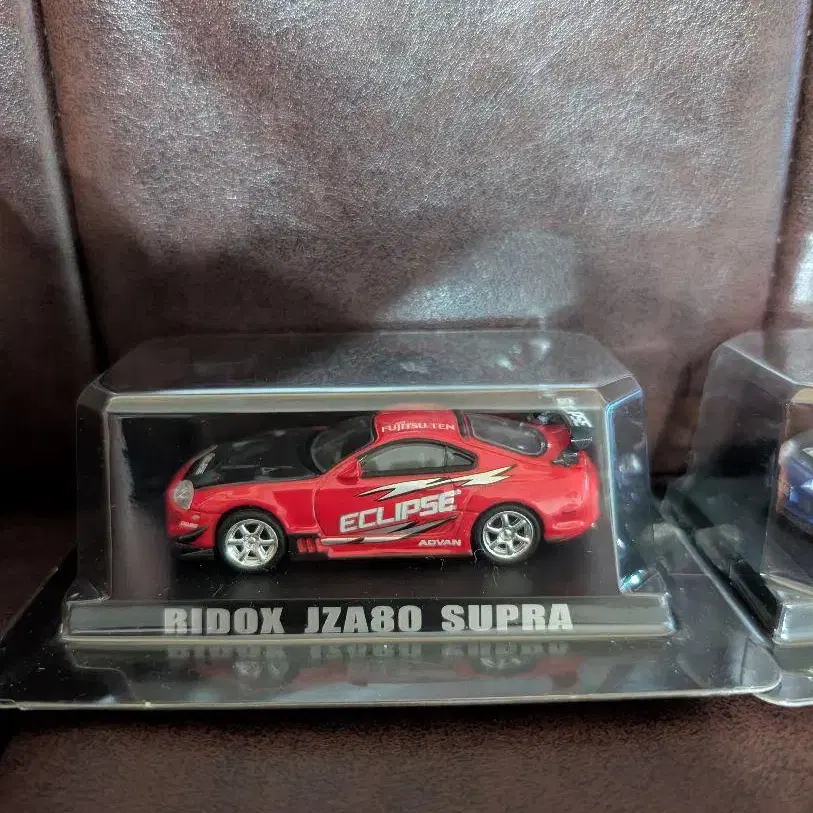 FUJITSU TEN
ECLIPSE
ADVAN
RIDOX JZA80 SUPRA